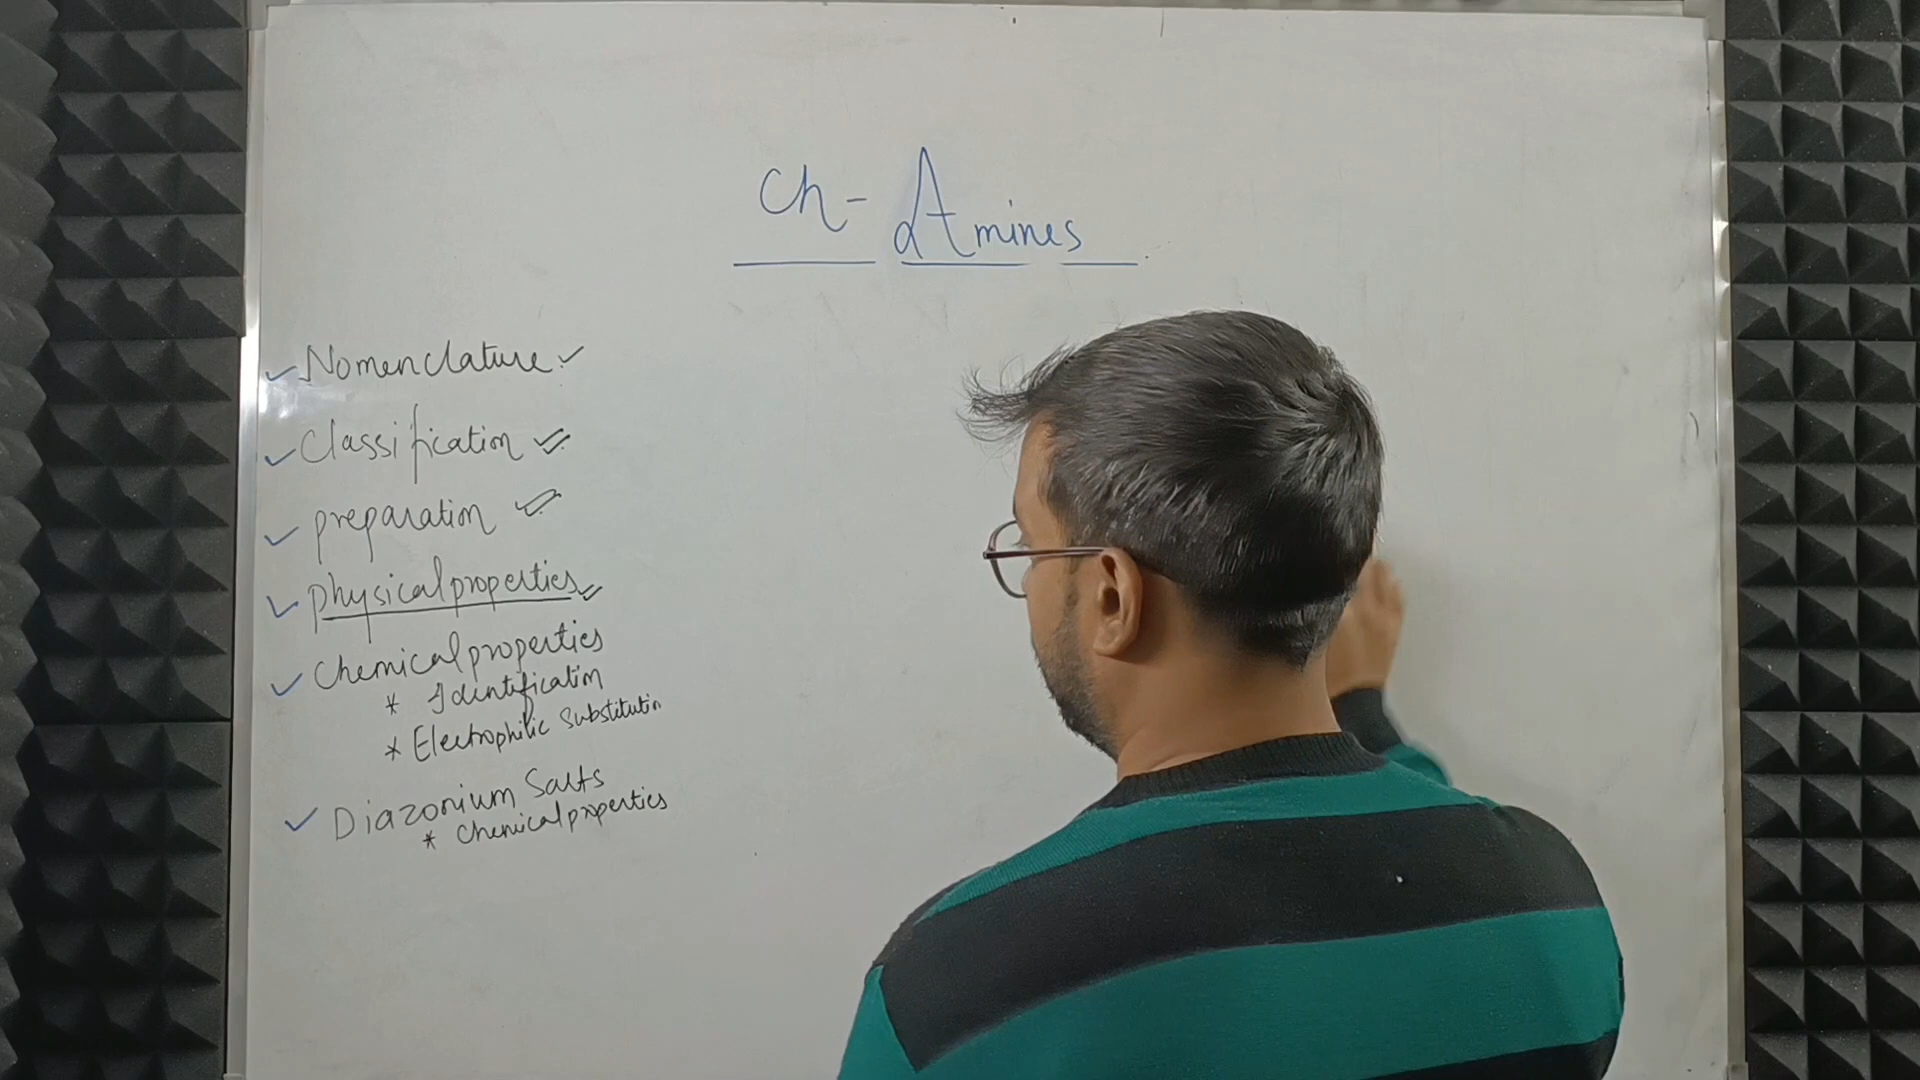 Ch- Amines
Nomenclature
Classification
preparation
physical properties
Chemical properties
* Identification
* Electrophilic Substitution
Diazonium Salts
* Chemical properties